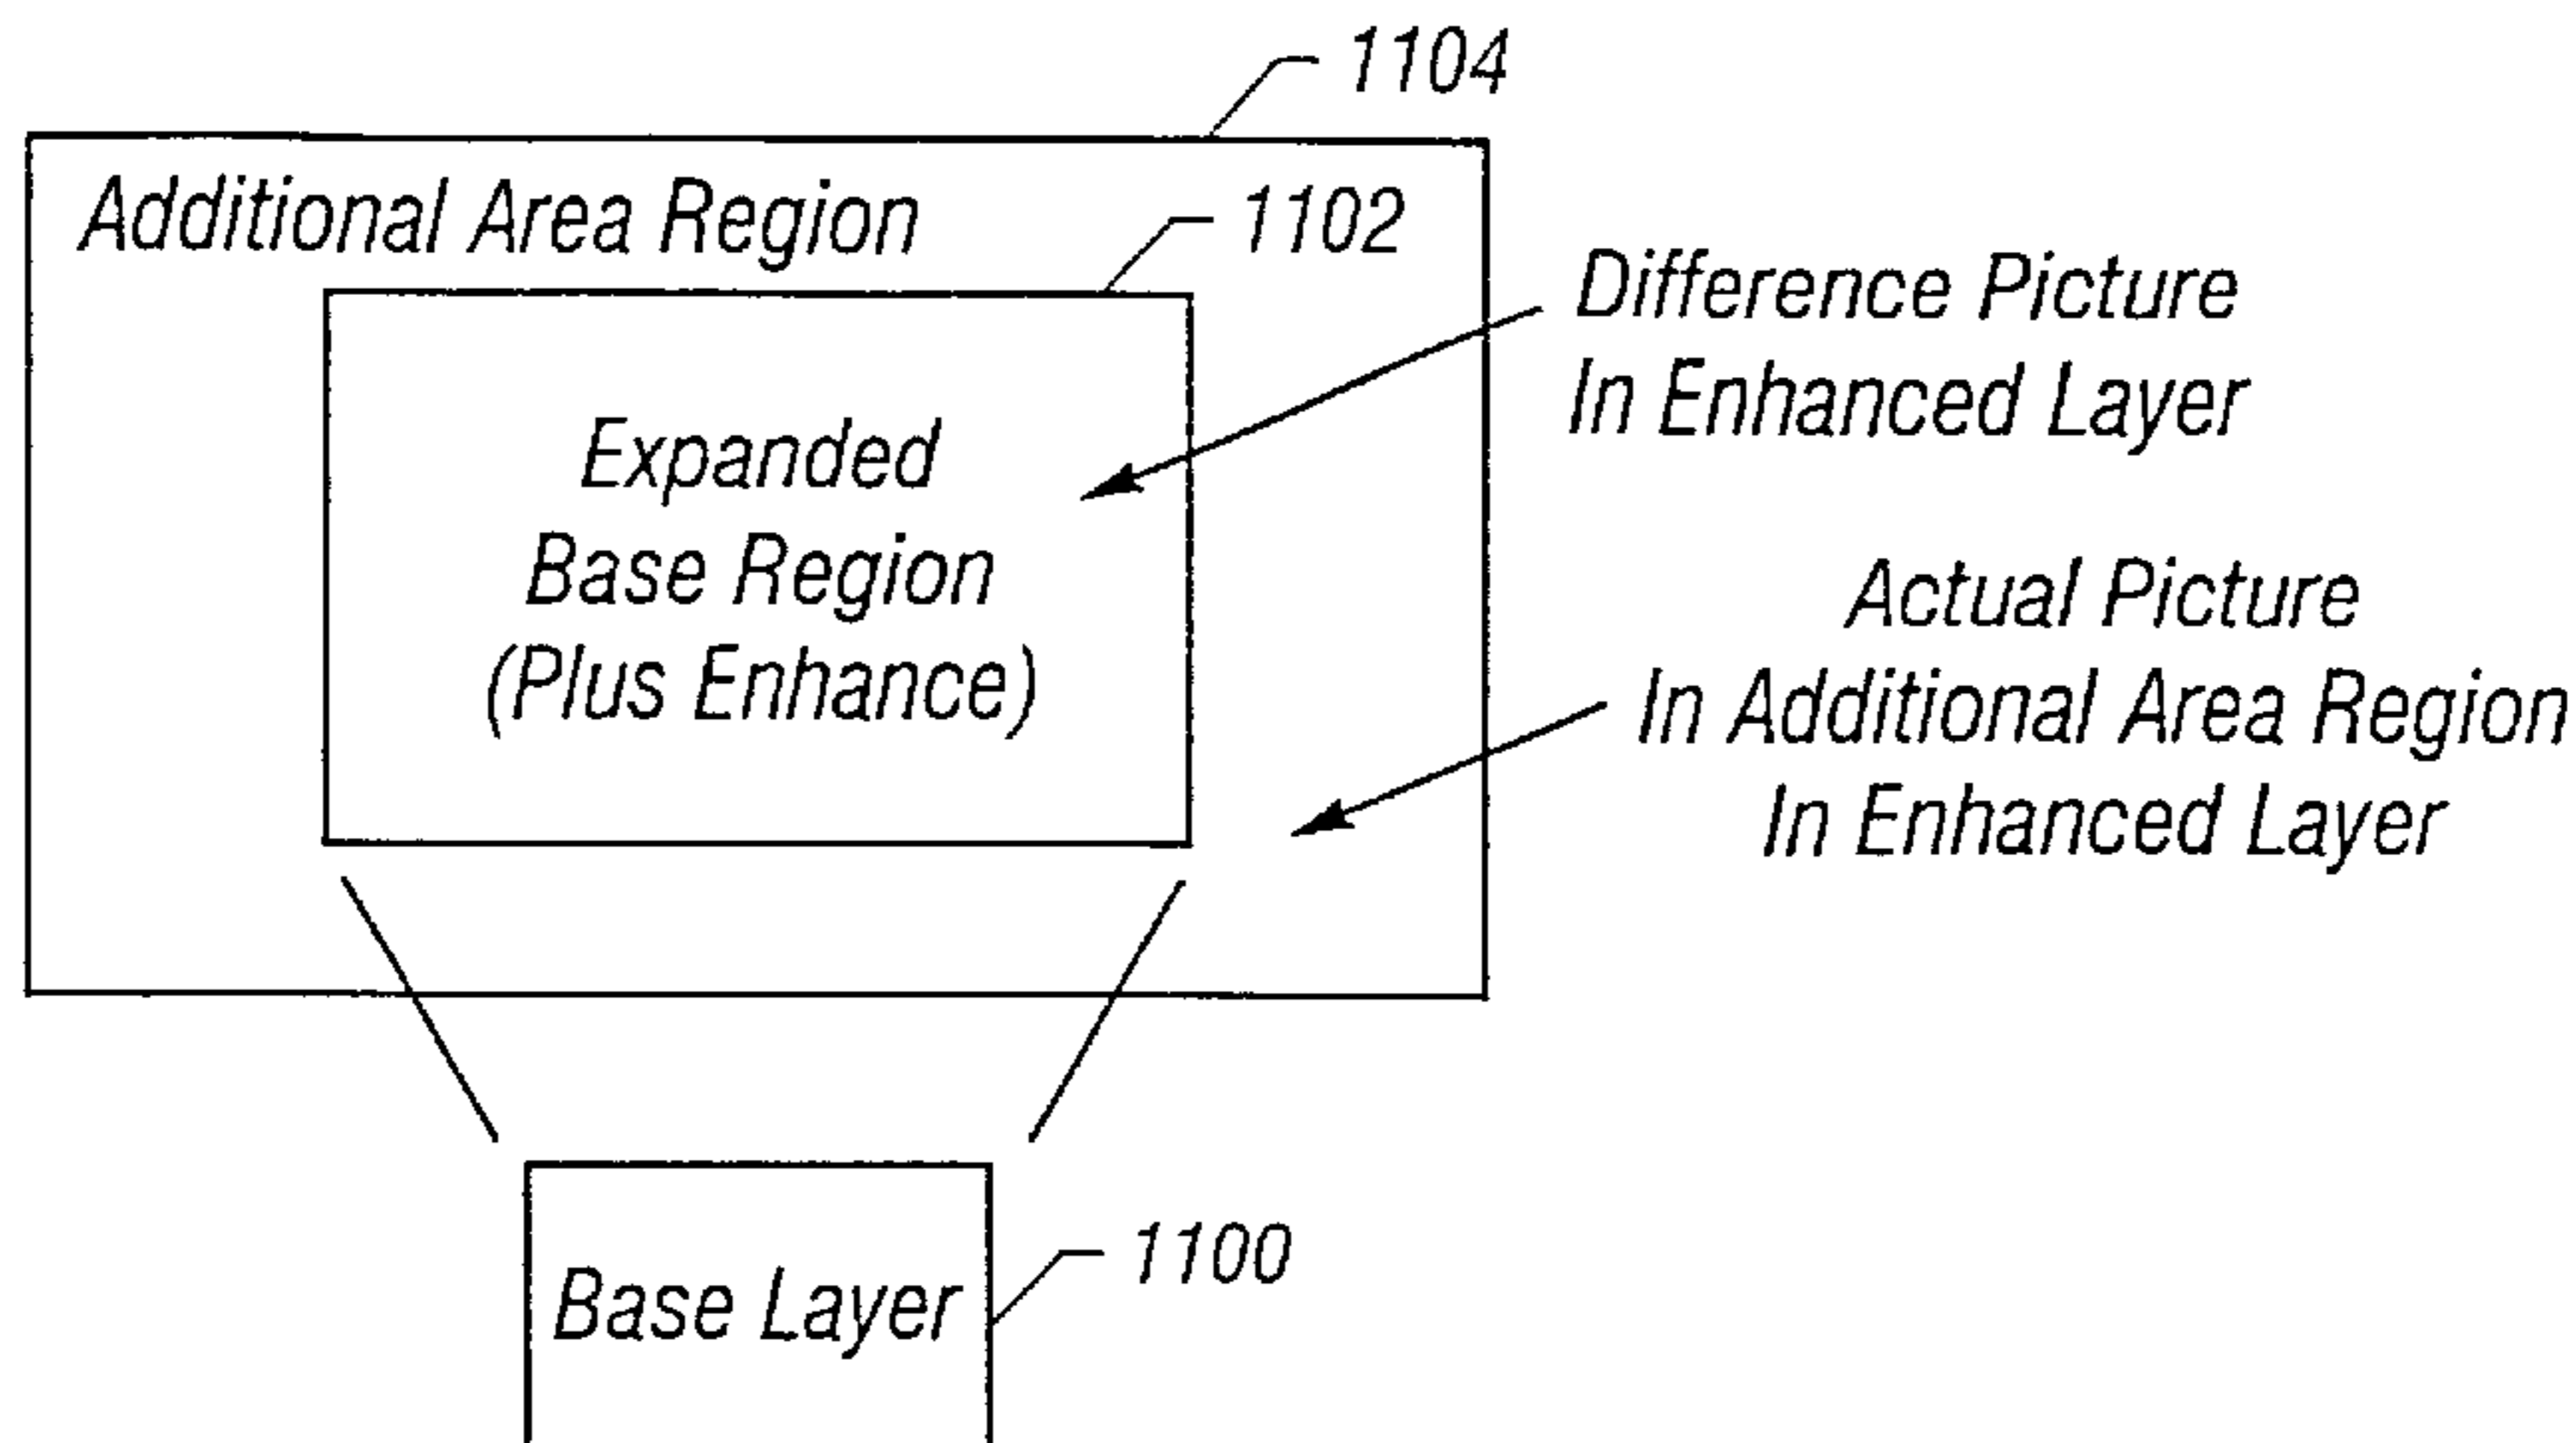 1104
Additional Area Region
1102
Difference Picture
In Enhanced Layer
Expanded
Base Region
(Plus Enhance)
Actual Picture
In Additional Area Region
In Enhanced Layer
Base Layer
1100